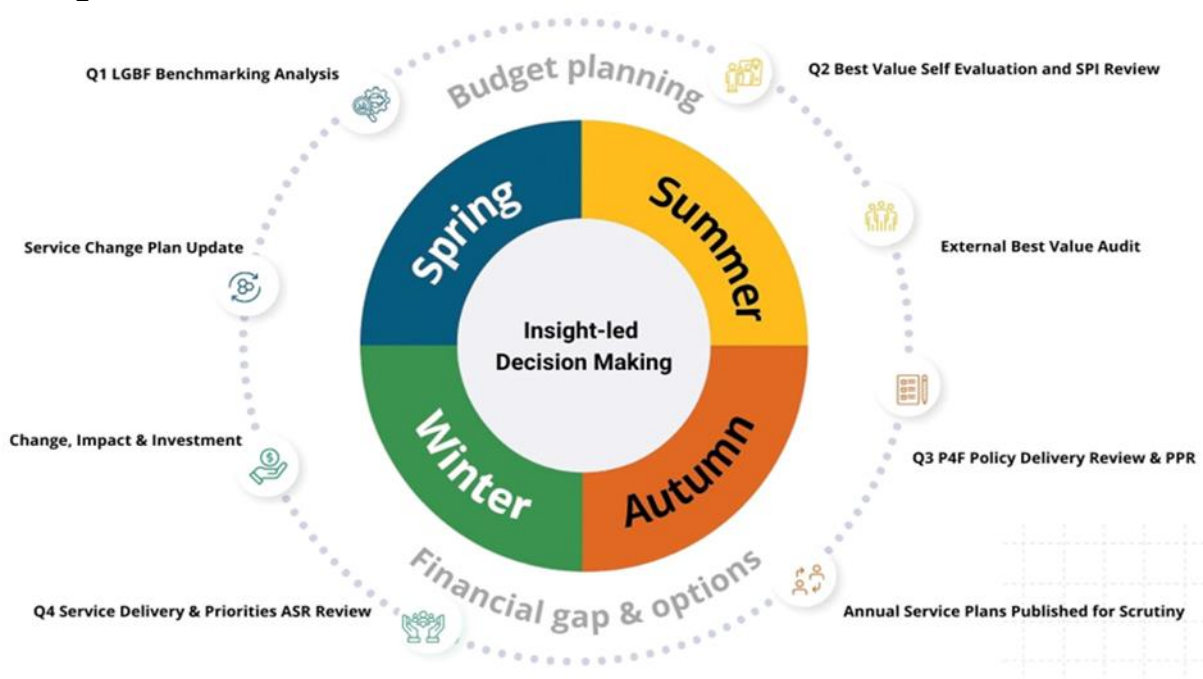 Budget planning
Q1 LGBF Benchmarking Analysis
Q2 Best Value Self Evaluation and SPI Review
Spring
Summer
Service Change Plan Update
External Best Value Audit
Insight-led
Decision Making
Change, Impact & Investment
Winter
Autumn
Q3 P4F Policy Delivery Review & PPR
Financial gap & options
Q4 Service Delivery & Priorities ASR Review
Annual Service Plans Published for Scrutiny